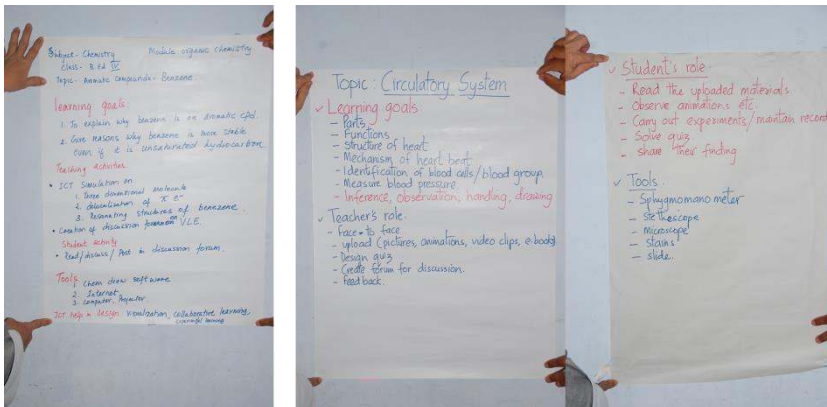 Subject - Chemistry Module organic chemistry
Class - B.Ed IV
Topic - Aromatic Compounds - Benzene
Learning goals:
1. To explain why benzene is an aromatic cpd.
2. Give reasons why benzene is more stable
even if it is unsaturated hydrocarbon.
Teaching activities
• ICT Simulation on
1. Three dimentional molecule
2. delocalization of π e⁻
3. Resonating structures of benzene.
• Creation of discussion on VLE.
Student activity
• Read/discuss/Post in discussion forum.
Tools
1. Chem draw software
2. Internet
3. Computer, Projector
ICT help in design Visualization, collaborative learning,
Topic: Circulatory System
✓ Learning goals
- Parts
- Functions
- Structure of heart
- Mechanism of heart beat
- Identification of blood cells/blood group.
- Measure blood pressure.
- Inference, observation, handling, drawing
✓ Teacher's role
- Face to face
- upload (pictures, animations, video clips, e-book)
- Design quiz
- Create forum for discussion.
- feed back.
✓ Student's role
- Read the uploaded materials
- Observe animations etc.
- Carry out experiments/maintain record
- Solve quiz
- share their finding
✓ Tools
- Sphygmomanometer
- Stethoscope
- microscope
- stains
- slide.